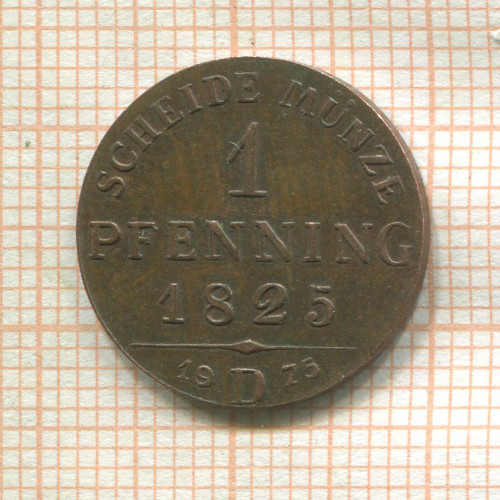 SCHEIDE MÜNZE
1
PFENNING
1825
19 D 75